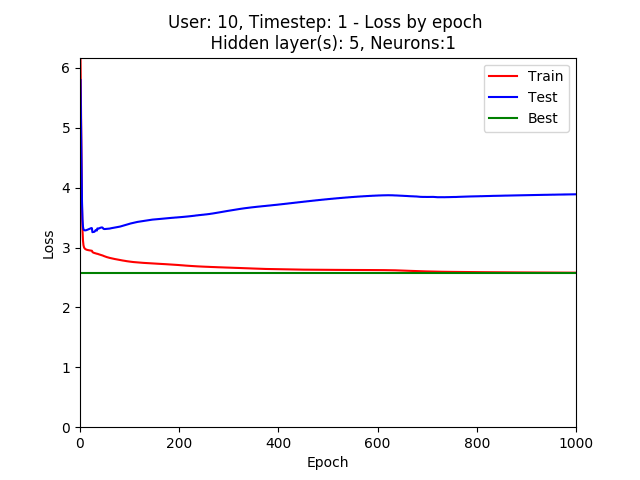 User: 10, Timestep: 1 - Loss by epoch
Hidden layer(s): 5, Neurons:1
Train
Test
Best
6
5
4
3
2
1
0
Loss
0
200
400
600
800
1000
Epoch